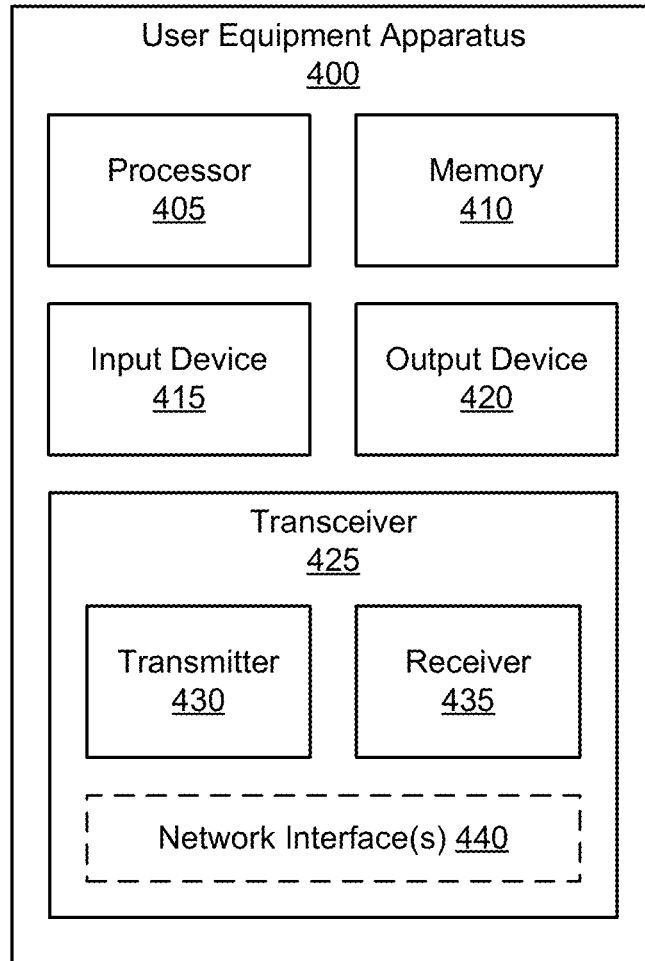 User Equipment Apparatus
400
Processor
405
Memory
410
Input Device
415
Output Device
420
Transceiver
425
Transmitter
430
Receiver
435
Network Interface(s) 440